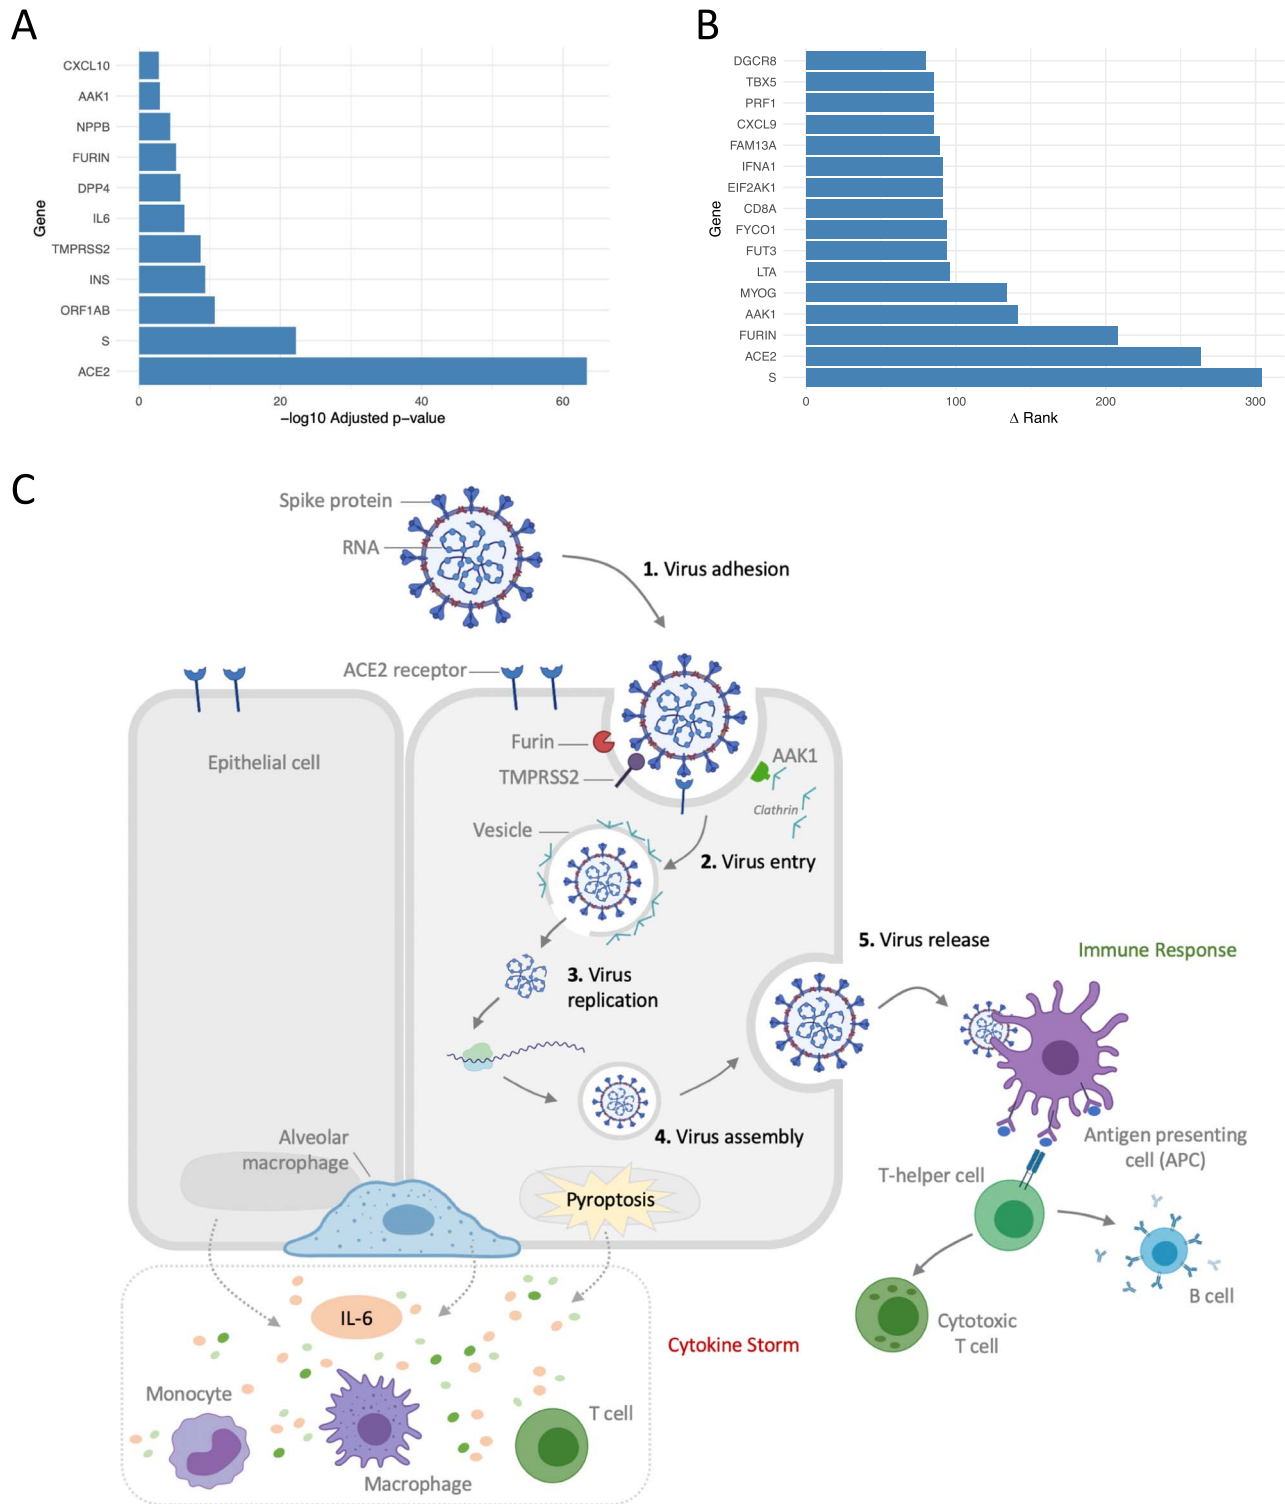 A
CXCL10
AAK1
NPPB
FURIN
DPP4
IL6
TMPRSS2
INS
ORF1AB
S
ACE2
Gene
0 20 40 60
−log10 Adjusted p−value
B
DGCR8
TBX5
PRF1
CXCL9
FAM13A
IFNA1
EIF2AK1
CD8A
FYCO1
FUT3
LTA
MYOG
AAK1
FURIN
ACE2
S
Gene
0 100 200 300
Δ Rank
C
Spike protein
RNA
1. Virus adhesion
ACE2 receptor
Epithelial cell
Furin
TMPRSS2
AAK1
Clathrin
Vesicle
2. Virus entry
3. Virus
replication
5. Virus release
Immune Response
4. Virus assembly
Alveolar
macrophage
Pyroptosis
Antigen presenting
cell (APC)
T-helper cell
B cell
Cytotoxic
T cell
IL-6
Cytokine Storm
Monocyte
Macrophage
T cell